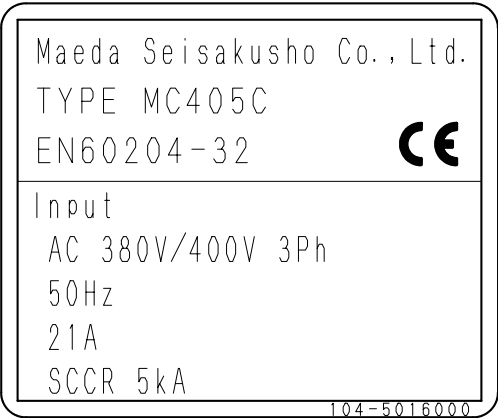 Maeda Seisakusho Co., Ltd.
TYPE MC405C
EN60204-32
CE
Input
AC 380V/400V 3Ph
50Hz
21A
SCCR 5kA
104-5016000